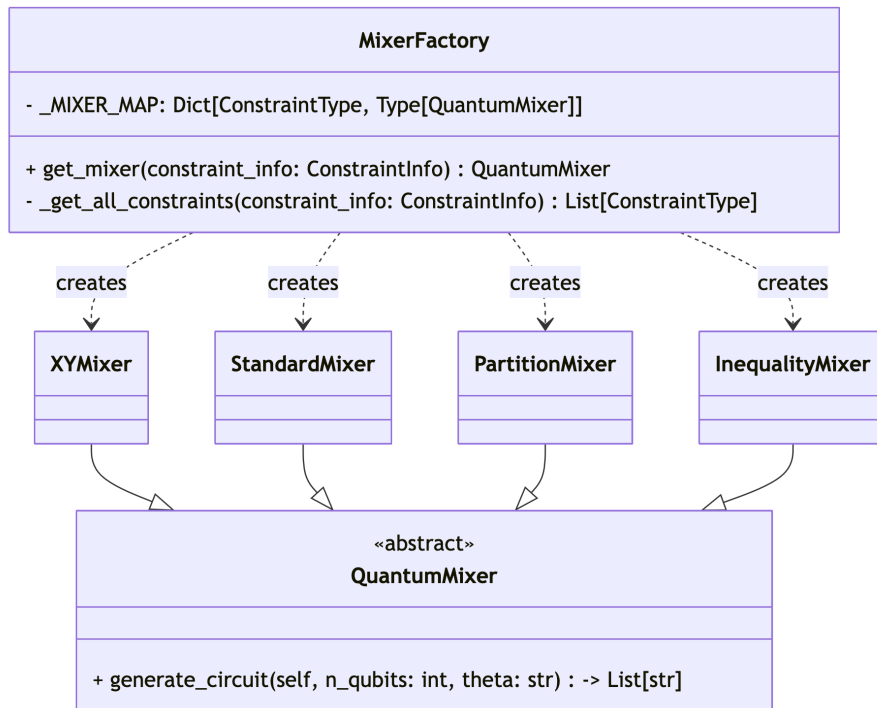 MixerFactory
- _MIXER_MAP: Dict[ConstraintType, Type[QuantumMixer]]
+ get_mixer(constraint_info: ConstraintInfo) : QuantumMixer
- _get_all_constraints(constraint_info: ConstraintInfo) : List[ConstraintType]
creates
creates
creates
creates
XYMixer
StandardMixer
PartitionMixer
InequalityMixer
«abstract»
QuantumMixer
+ generate_circuit(self, n_qubits: int, theta: str) : -> List[str]